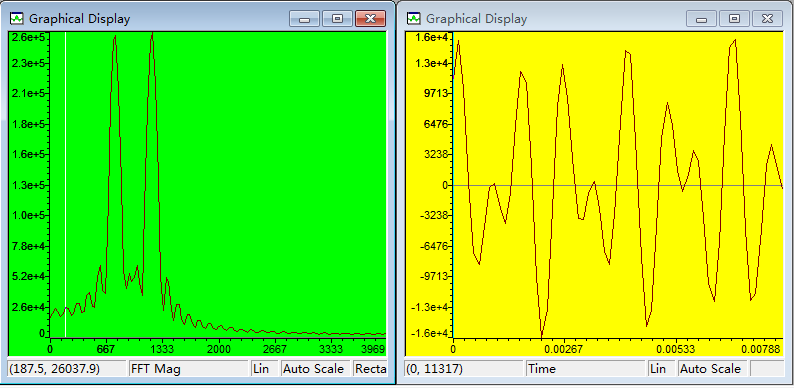 Graphical Display
2.6e+5
2.3e+5
2.1e+5
1.8e+5
1.6e+5
1.3e+5
1.0e+5
7.8e+4
5.2e+4
2.6e+4
0
0
667
1333
2000
2667
3333
3969
(187.5, 26037.9)
FFT Mag
Lin
Auto Scale
Recta
Graphical Display
1.6e+4
1.3e+4
9713
6476
3238
0
-3238
-6476
-9713
-1.3e+4
-1.6e+4
0
0.00267
0.00533
0.00788
(0, 11317)
Time
Lin
Auto Scale